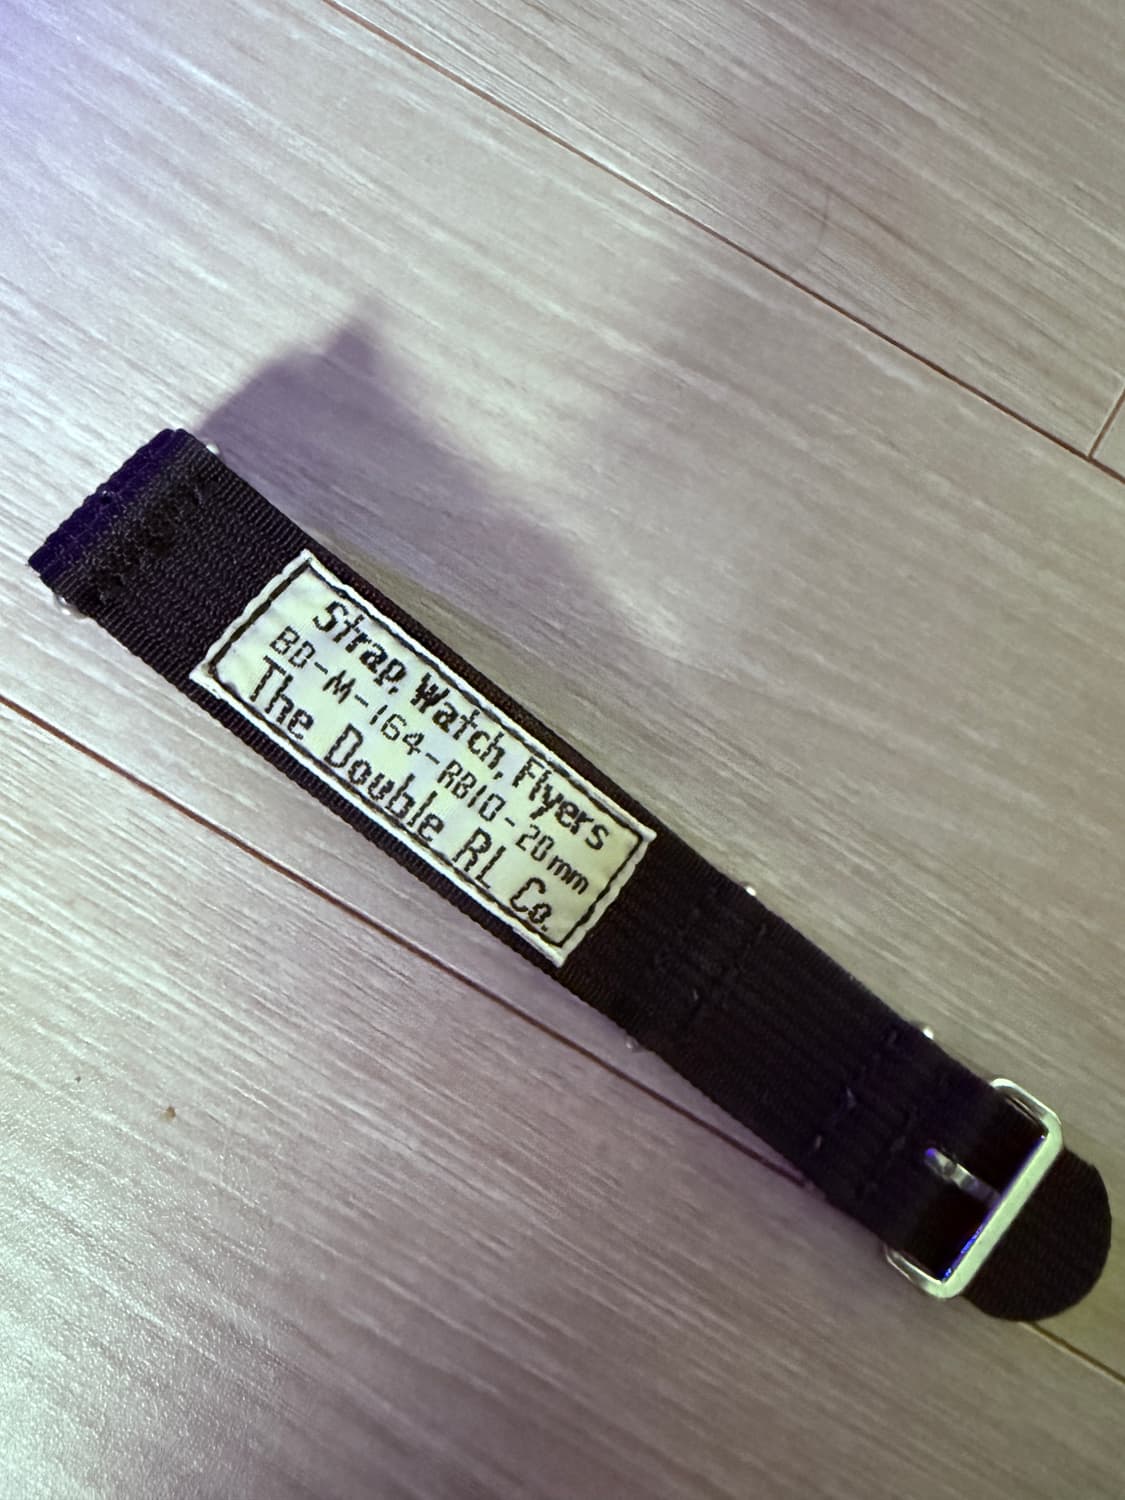 Strap, Watch, Flyers
BD-M-164-RB10-20mm
The Double RL Co.